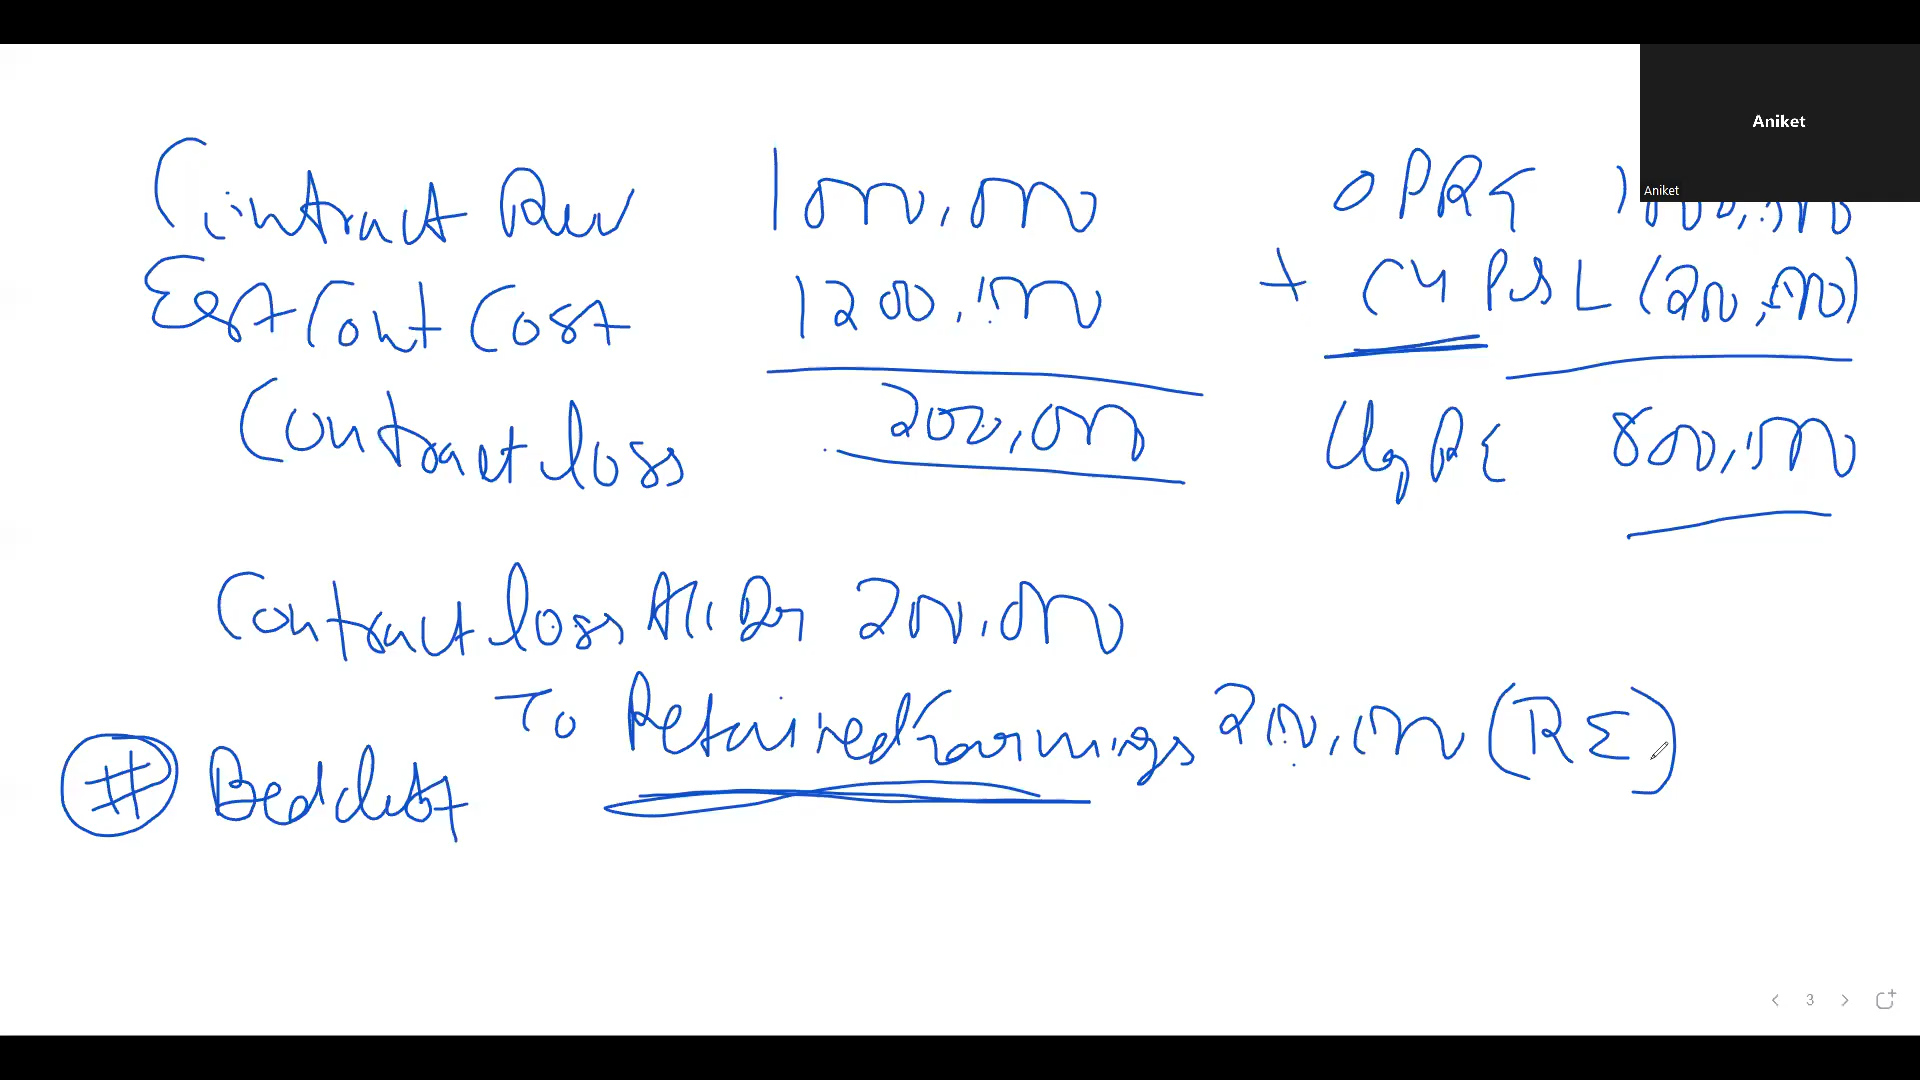 Aniket
Aniket
Contract Rev 1000,000
Est Cont Cost 1200,000
Contract loss 200,000
OPRE 1000,000
+ CY P&L (200,000)
Clg RE 800,000
Contract loss A/c Dr 200,000
To Retained Earnings 200,000 (RE)
# Bad debt
3